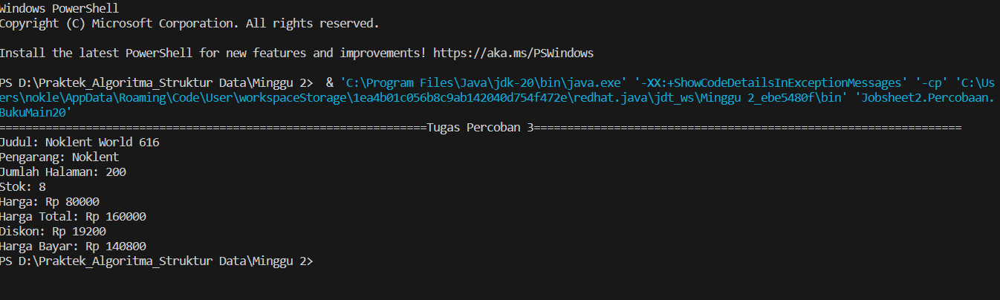 Windows PowerShell
Copyright (C) Microsoft Corporation. All rights reserved.
Install the latest PowerShell for new features and improvements! https://aka.ms/PSWindows
PS D:\Praktek_Algoritma_Struktur Data\Minggu 2>  & 'C:\Program Files\Java\jdk-20\bin\java.exe' '-XX:+ShowCodeDetailsInExceptionMessages' '-cp' 'C:\Us
ers\nokle\AppData\Roaming\Code\User\workspaceStorage\1ea4b01c056b8c9ab142040d754f472e\redhat.java\jdt_ws\Minggu 2_ebe5480f\bin' 'Jobsheet2.Percobaan.
BukuMain20'
================================================================Tugas Percoban 3================================================================
Judul: Noklent World 616
Pengarang: Noklent
Jumlah Halaman: 200
Stok: 8
Harga: Rp 80000
Harga Total: Rp 160000
Diskon: Rp 19200
Harga Bayar: Rp 140800
PS D:\Praktek_Algoritma_Struktur Data\Minggu 2>